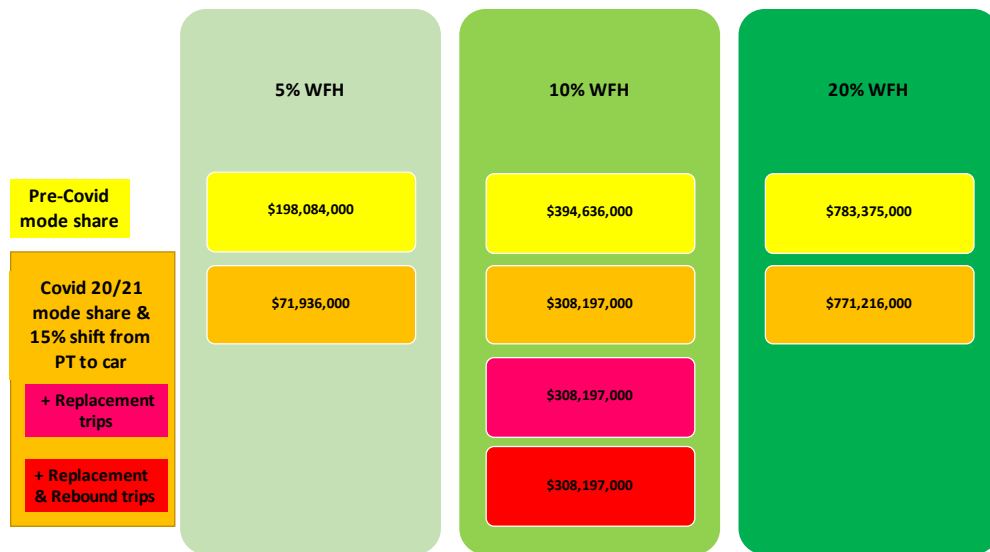 5% WFH
10% WFH
20% WFH
Pre-Covid
mode share
$198,084,000
$394,636,000
$783,375,000
Covid 20/21
mode share &
15% shift from
PT to car
$71,936,000
$308,197,000
$771,216,000
+ Replacement
trips
$308,197,000
+ Replacement
& Rebound trips
$308,197,000